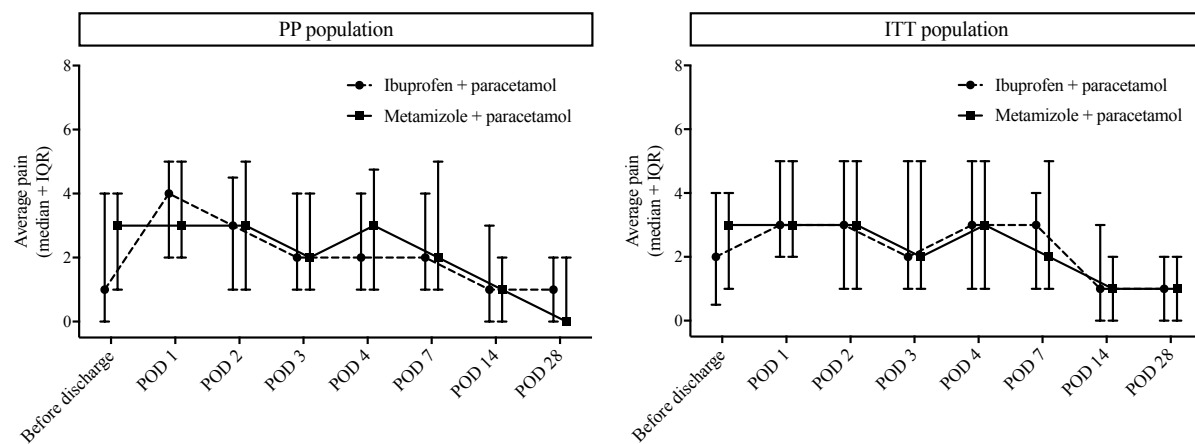 PP population
8
6
4
2
0
Average pain
(median + IQR)
Ibuprofen + paracetamol
Metamizole + paracetamol
Before discharge
POD 1
POD 2
POD 3
POD 4
POD 7
POD 14
POD 28
ITT population
8
6
4
2
0
Average pain
(median + IQR)
Ibuprofen + paracetamol
Metamizole + paracetamol
Before discharge
POD 1
POD 2
POD 3
POD 4
POD 7
POD 14
POD 28